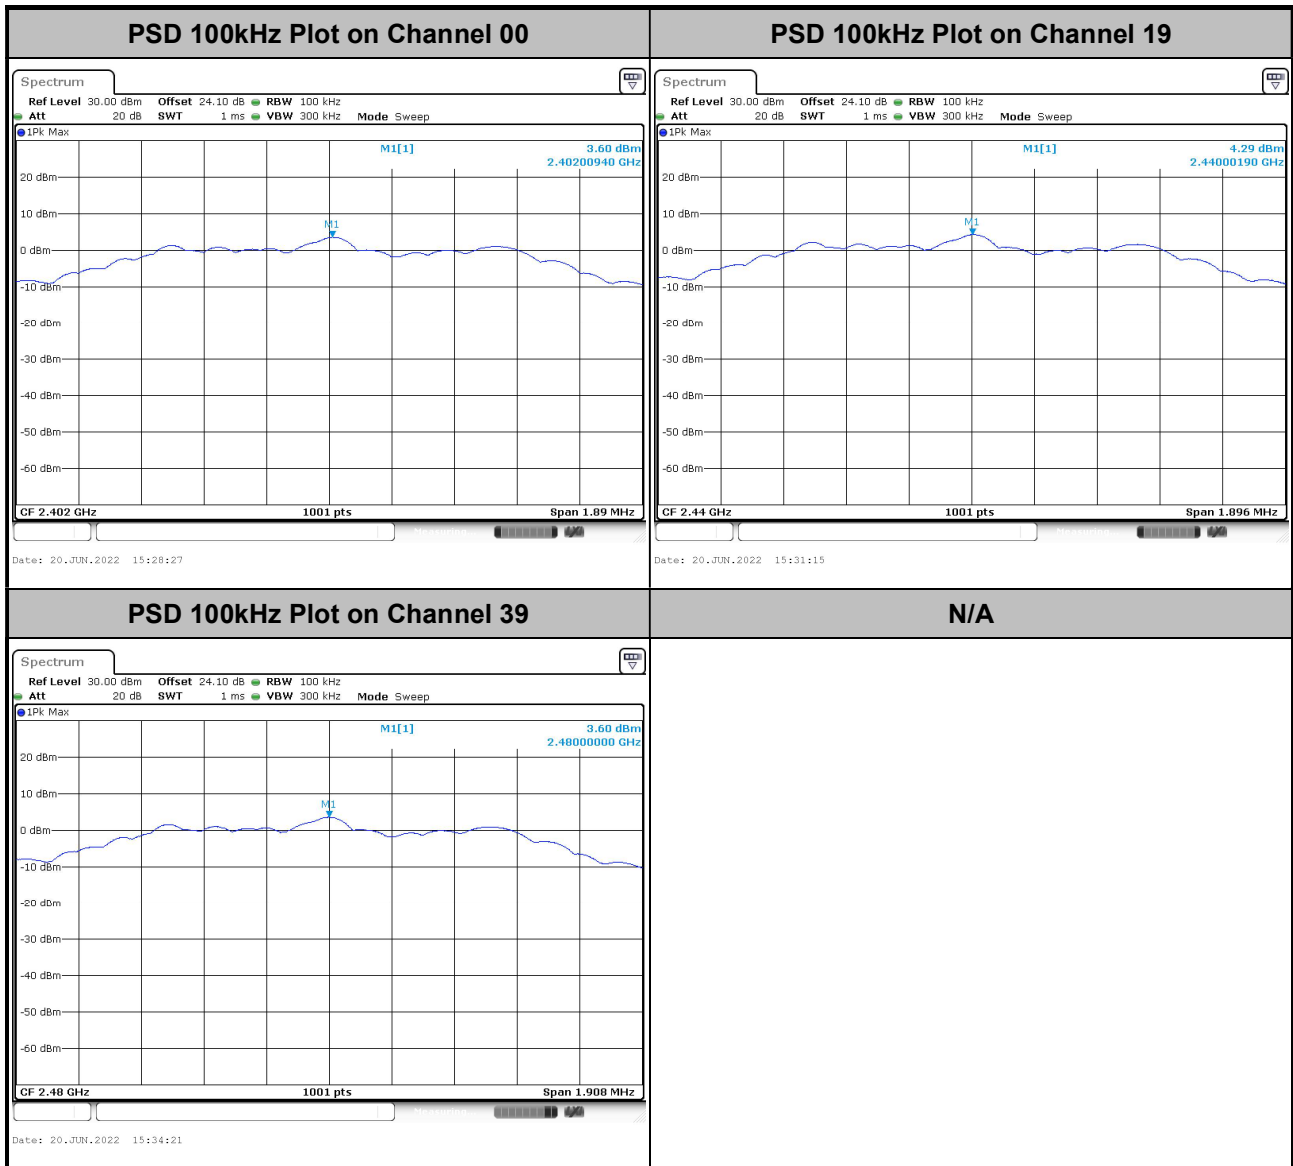 PSD 100kHz Plot on Channel 00
Spectrum
Ref Level 30.00 dBm Offset 24.10 dB RBW 100 kHz
Att 20 dB SWT 1 ms VBW 300 kHz Mode Sweep
1Pk Max
M1[1] 3.60 dBm
2.40200940 GHz
20 dBm
10 dBm
M1
0 dBm
-10 dBm
-20 dBm
-30 dBm
-40 dBm
-50 dBm
-60 dBm
CF 2.402 GHz 1001 pts Span 1.89 MHz
Measuring
Date: 20.JUN.2022 15:28:27
PSD 100kHz Plot on Channel 19
Spectrum
Ref Level 30.00 dBm Offset 24.10 dB RBW 100 kHz
Att 20 dB SWT 1 ms VBW 300 kHz Mode Sweep
1Pk Max
M1[1] 4.29 dBm
2.44000190 GHz
20 dBm
10 dBm
M1
0 dBm
-10 dBm
-20 dBm
-30 dBm
-40 dBm
-50 dBm
-60 dBm
CF 2.44 GHz 1001 pts Span 1.896 MHz
Measuring
Date: 20.JUN.2022 15:31:15
PSD 100kHz Plot on Channel 39
Spectrum
Ref Level 30.00 dBm Offset 24.10 dB RBW 100 kHz
Att 20 dB SWT 1 ms VBW 300 kHz Mode Sweep
1Pk Max
M1[1] 3.60 dBm
2.48000000 GHz
20 dBm
10 dBm
M1
0 dBm
-10 dBm
-20 dBm
-30 dBm
-40 dBm
-50 dBm
-60 dBm
CF 2.48 GHz 1001 pts Span 1.908 MHz
Measuring
Date: 20.JUN.2022 15:34:21
N/A